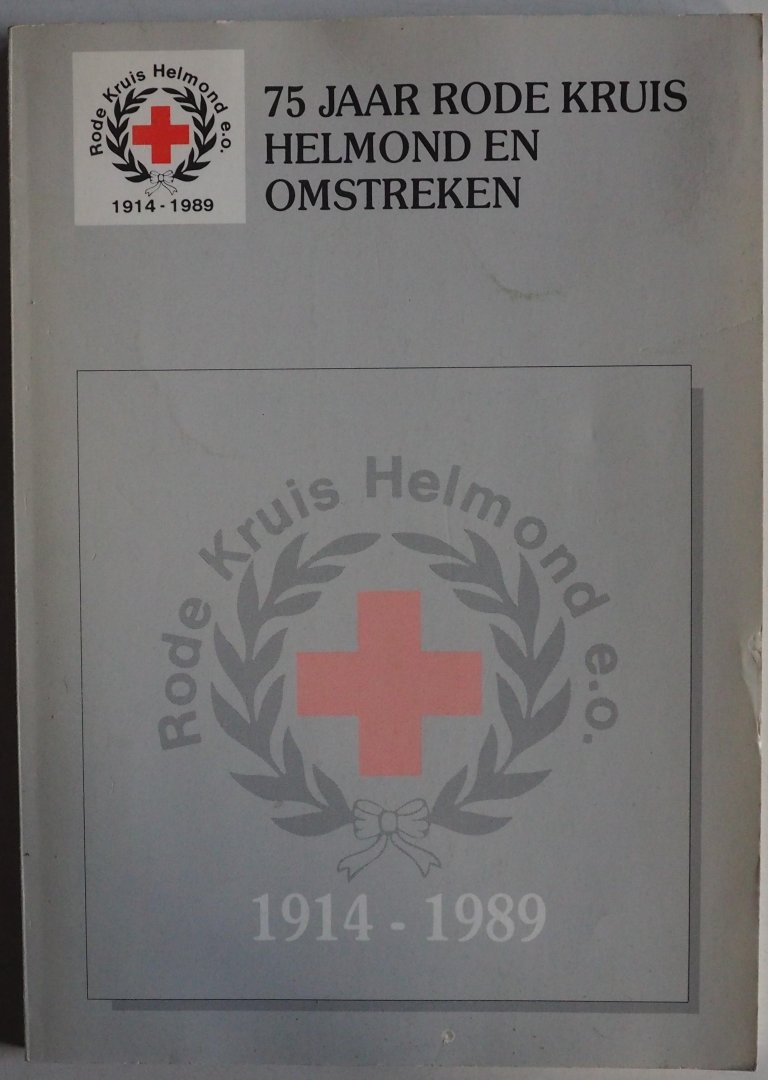 Rode Kruis Helmond e.o.
1914 - 1989
75 JAAR RODE KRUIS
HELMOND EN
OMSTREKEN
Rode Kruis Helmond e.o.
1914 - 1989